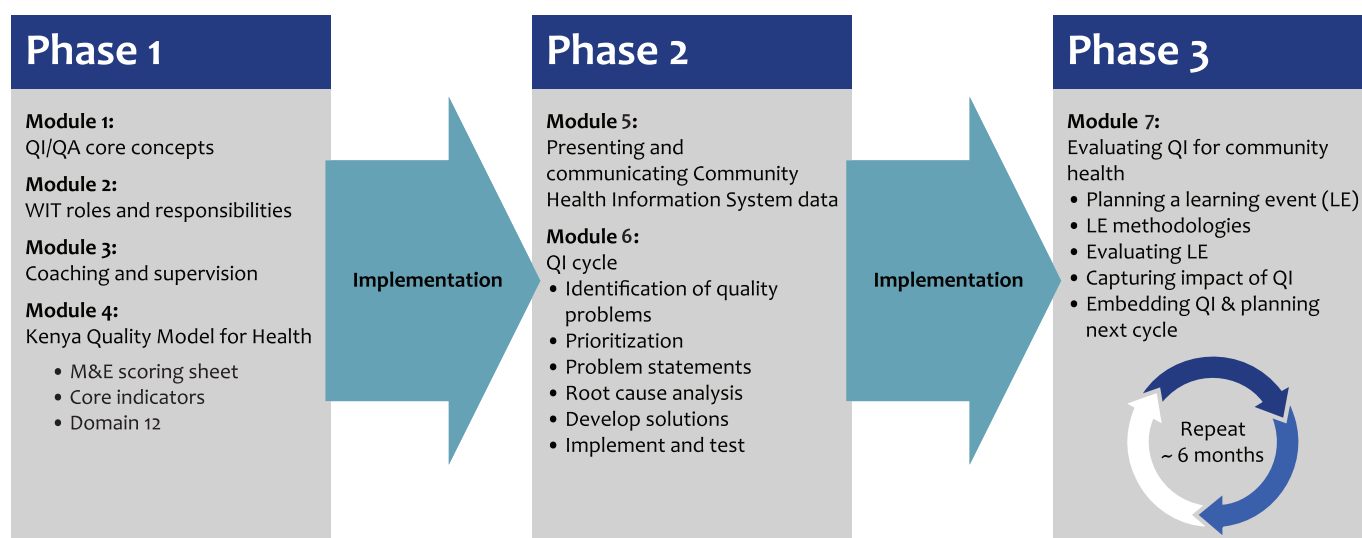 Phase 1
Module 1:
QI/QA core concepts
Module 2:
WIT roles and responsibilities
Module 3:
Coaching and supervision
Module 4:
Kenya Quality Model for Health
• M&E scoring sheet
• Core indicators
• Domain 12
Implementation
Phase 2
Module 5:
Presenting and
communicating Community
Health Information System data
Module 6:
QI cycle
• Identification of quality
problems
• Prioritization
• Problem statements
• Root cause analysis
• Develop solutions
• Implement and test
Implementation
Phase 3
Module 7:
Evaluating QI for community
health
• Planning a learning event (LE)
• LE methodologies
• Evaluating LE
• Capturing impact of QI
• Embedding QI & planning
next cycle
Repeat
~ 6 months